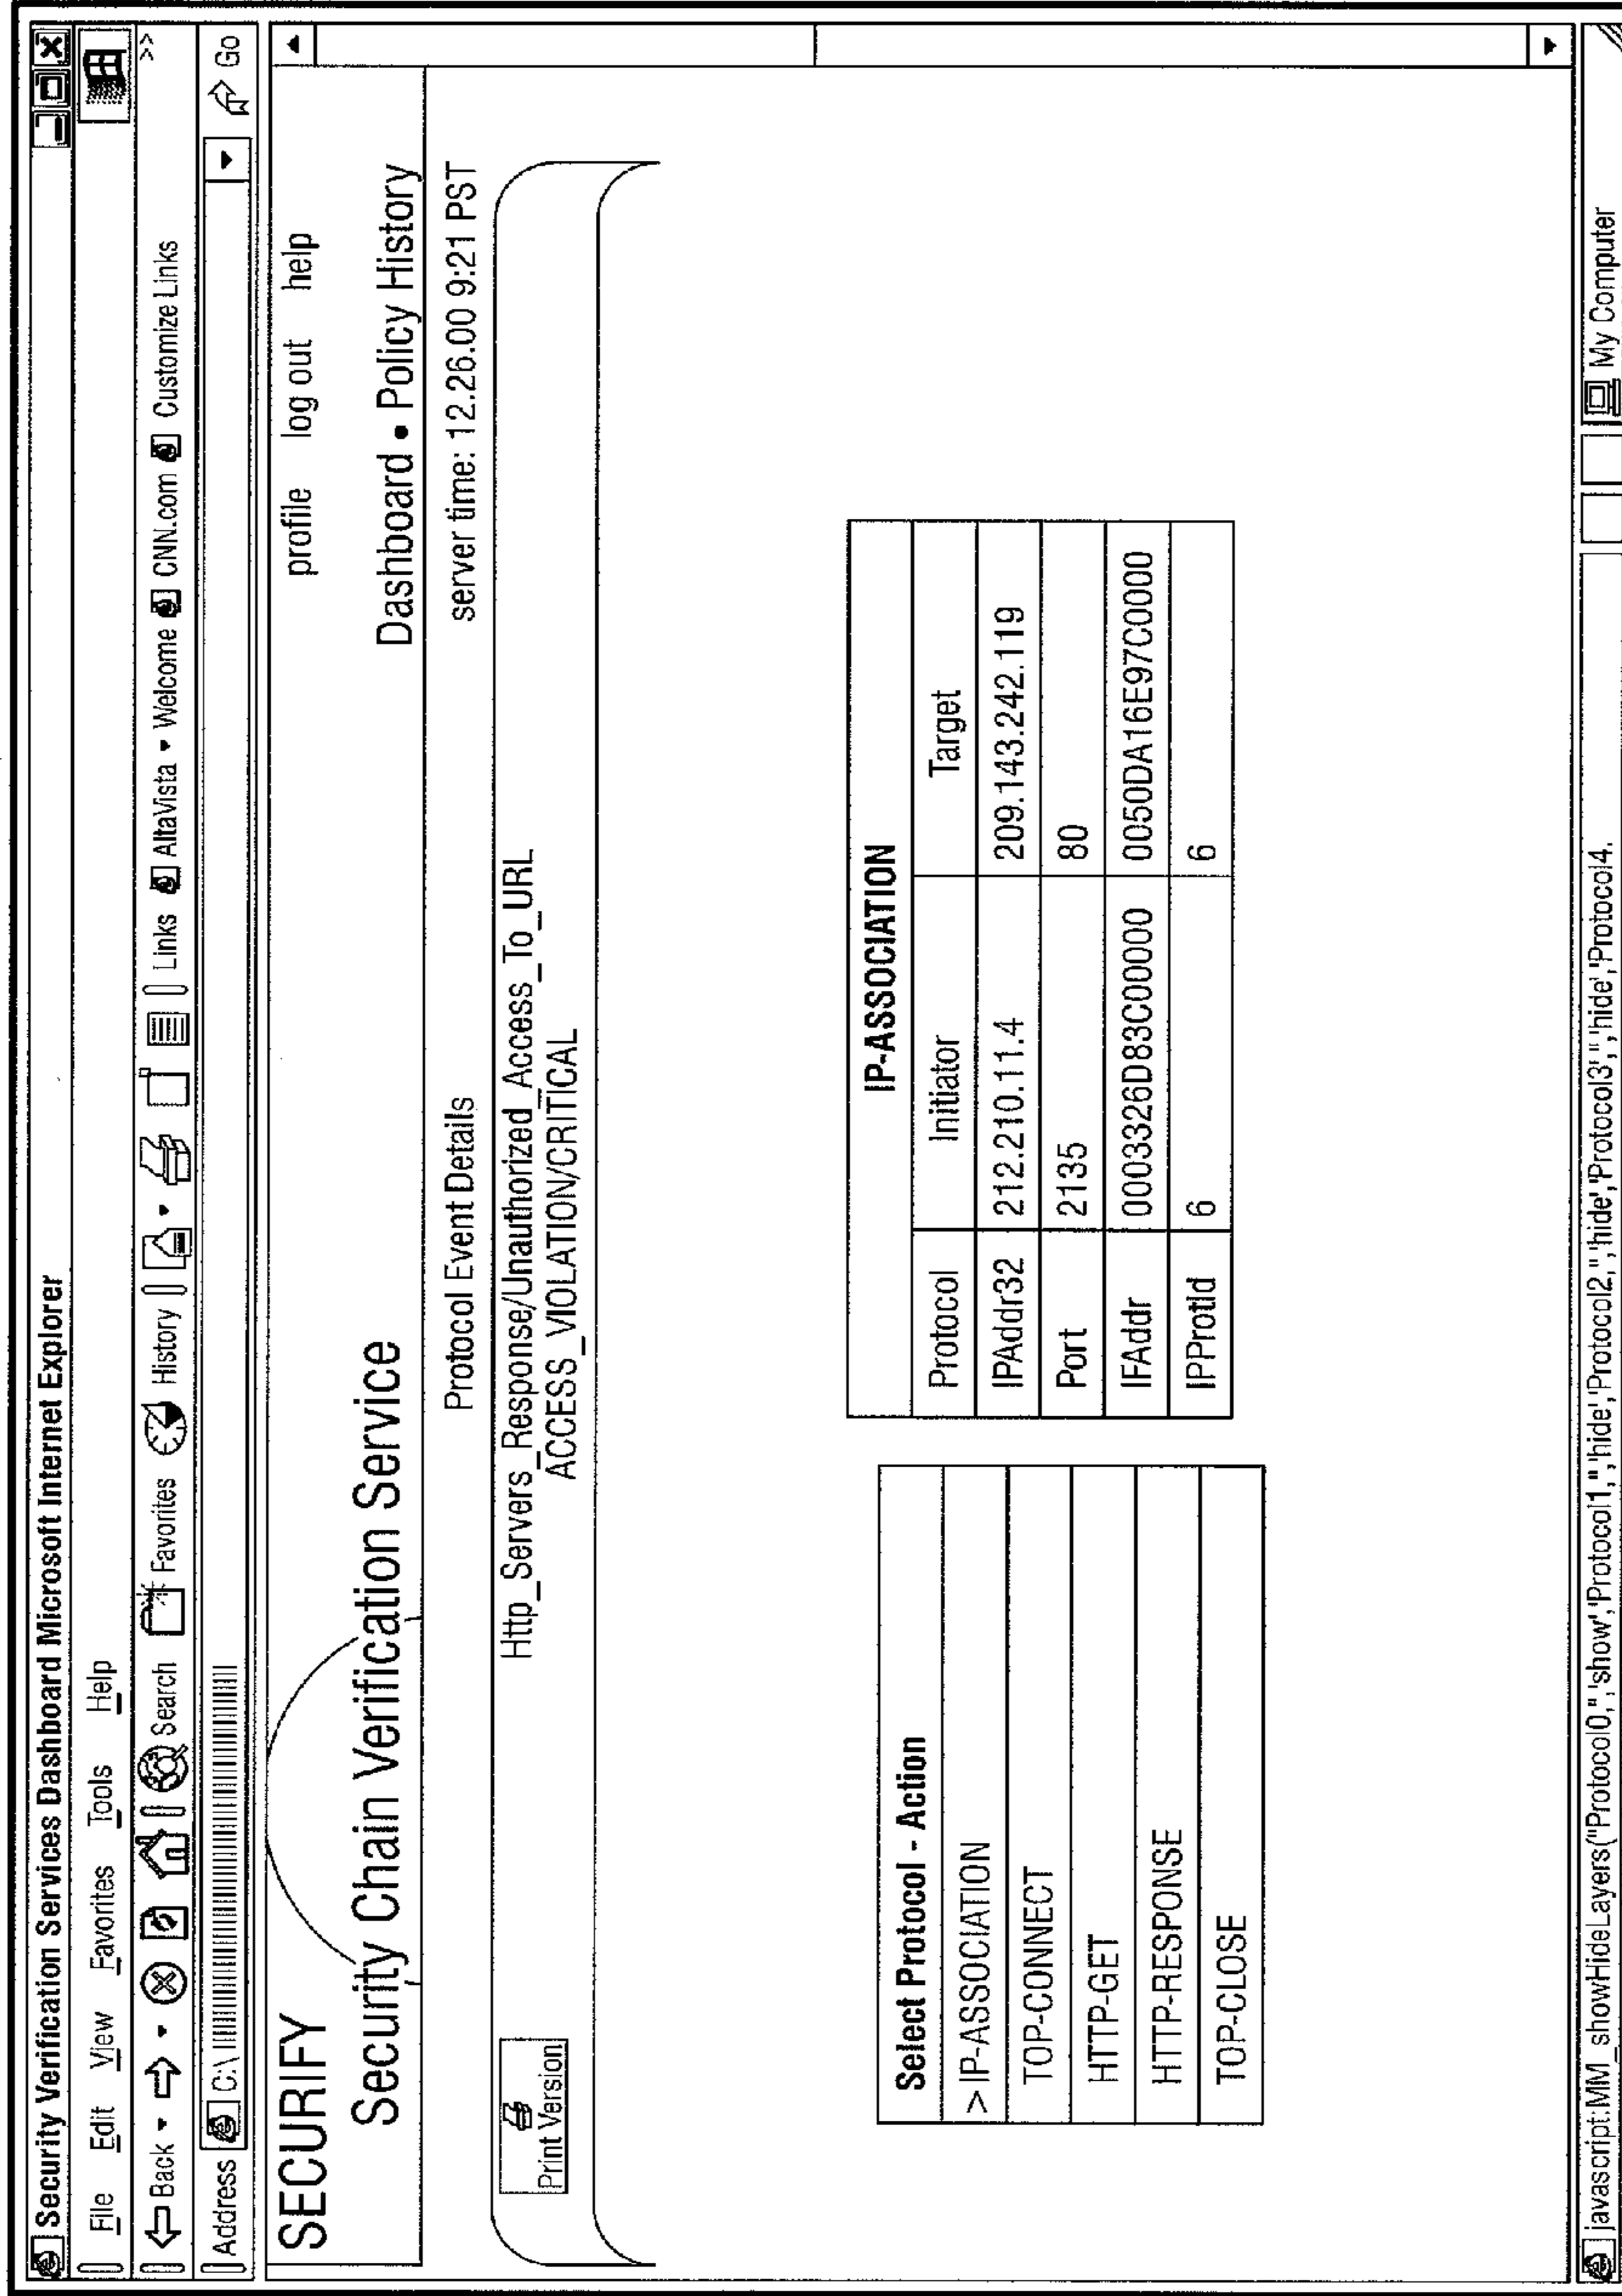 Security Verification Services Dashboard Microsoft Internet Explorer
File Edit View Favorites Tools Help
Back Search Favorites History Links AltaVista Welcome CNN.com Customize Links >>
Address C:\ Go
SECURIFY profile log out help
Security Chain Verification Service Dashboard • Policy History
Protocol Event Details server time: 12.26.00 9:21 PST
Print Version
Http_Servers_Response/Unauthorized_Access_To_URL
ACCESS_VIOLATION/CRITICAL
Select Protocol - Action
>IP-ASSOCIATION
TOP-CONNECT
HTTP-GET
HTTP-RESPONSE
TOP-CLOSE
IP-ASSOCIATION
Protocol Initiator Target
IPAddr32 212.210.11.4 209.143.242.119
Port 2135 80
IFAddr 0003326D83C00000 0050DA16E97C0000
IPProtId 6 6
javascript:MM_showHideLayers("Protocol0,",'show','Protocol1,",'hide','Protocol2,",'hide','Protocol3',",'hide','Protocol4. My Computer